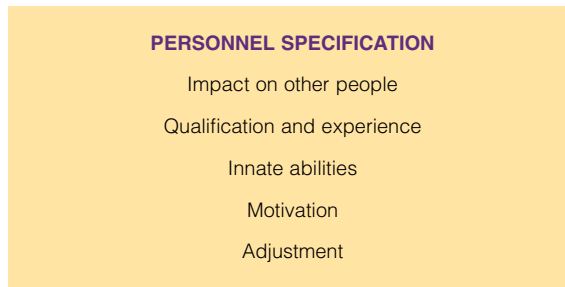 PERSONNEL SPECIFICATION
Impact on other people
Qualification and experience
Innate abilities
Motivation
Adjustment